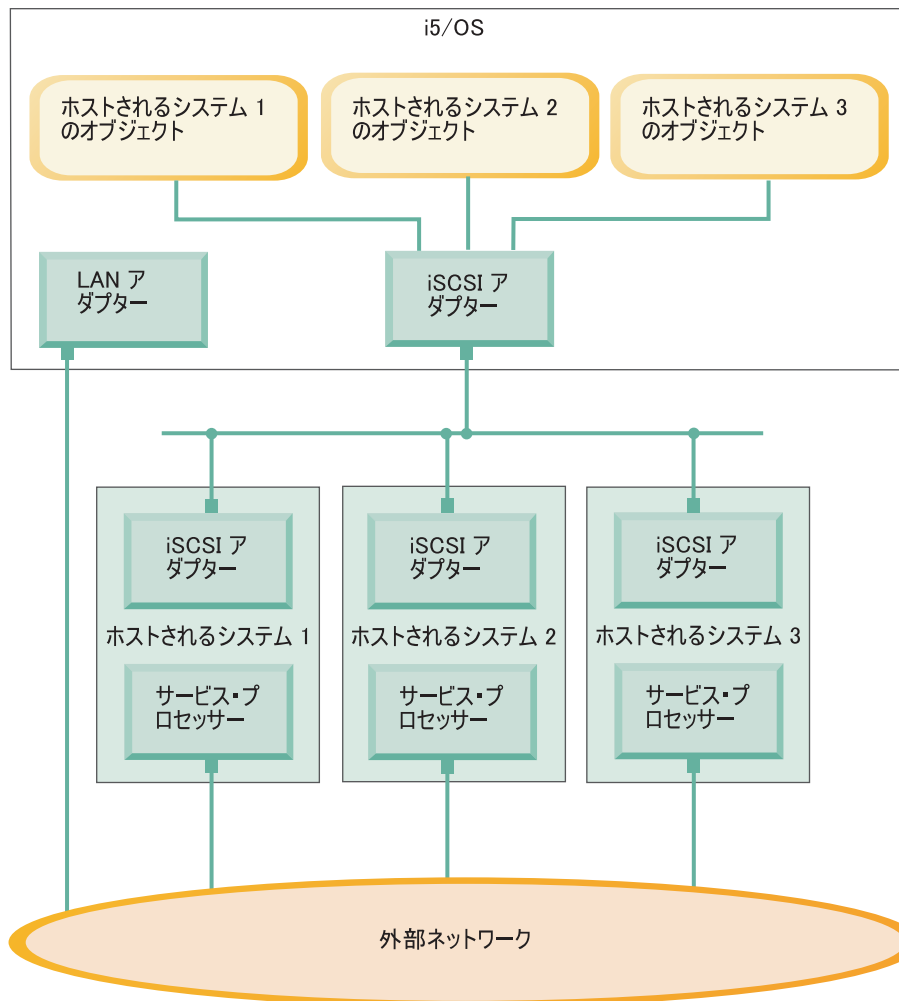 i5/OS
ホストされるシステム 1
のオブジェクト
ホストされるシステム 2
のオブジェクト
ホストされるシステム 3
のオブジェクト
LAN ア
ダプター
iSCSI ア
ダプター
iSCSI ア
ダプター
iSCSI ア
ダプター
iSCSI ア
ダプター
ホストされるシステム 1
ホストされるシステム 2
ホストされるシステム 3
サービス・プ
ロセッサー
サービス・プ
ロセッサー
サービス・プ
ロセッサー
外部ネットワーク